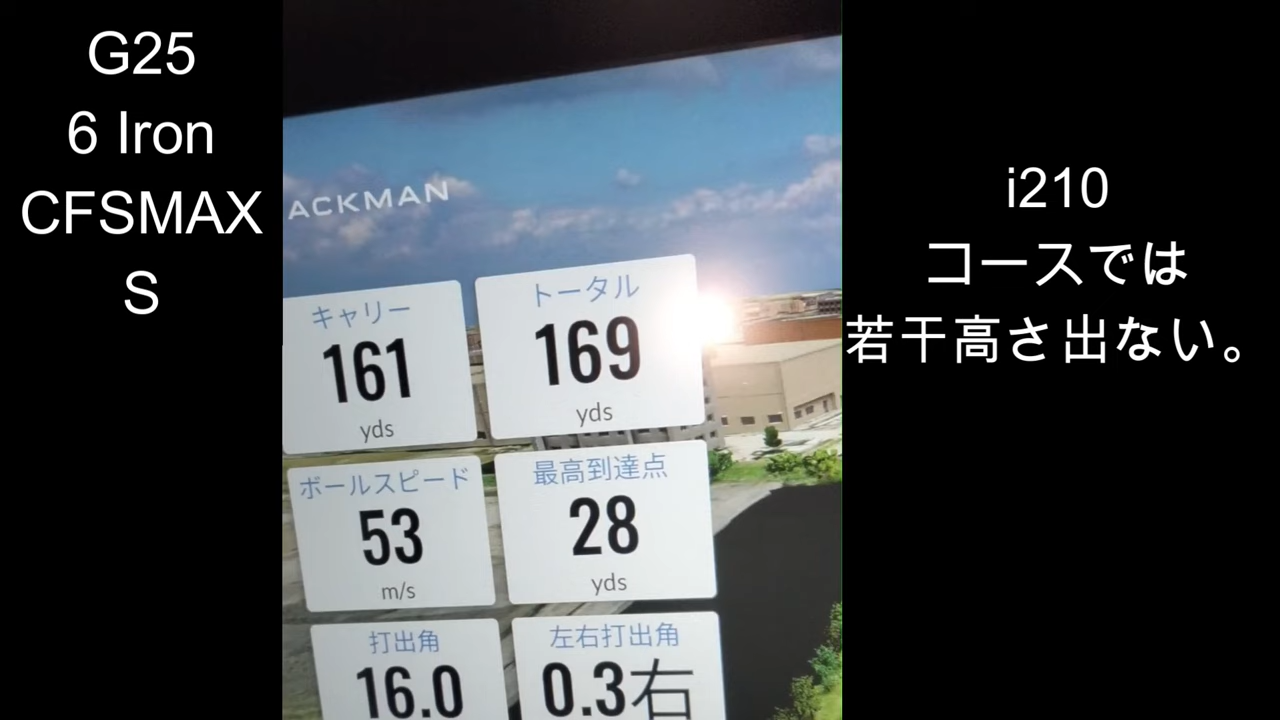 G25
6 Iron
CFSMAX
S
ACKMAN
キャリー
161
yds
トータル
169
yds
ボールスピード
53
m/s
最高到達点
28
yds
打出角
16.0
左右打出角
0.3右
i210
コースでは
若干高さ出ない。